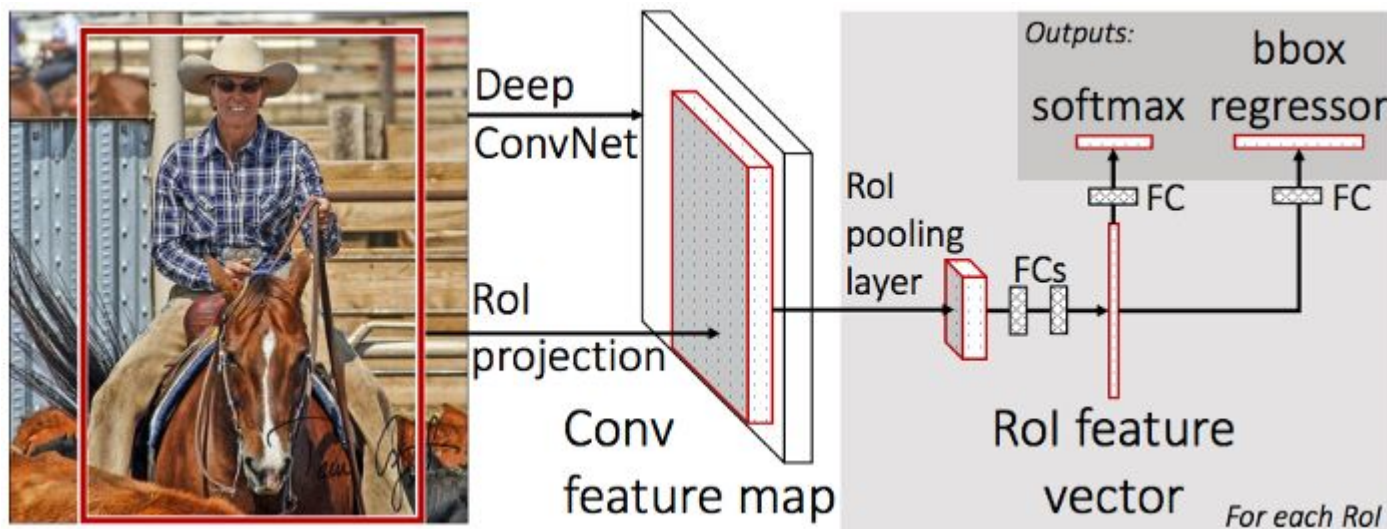 Deep
ConvNet
RoI
projection
Conv
feature map
RoI
pooling
layer
FCs
Outputs:
softmax
bbox
regressor
FC
FC
RoI feature
vector
For each RoI